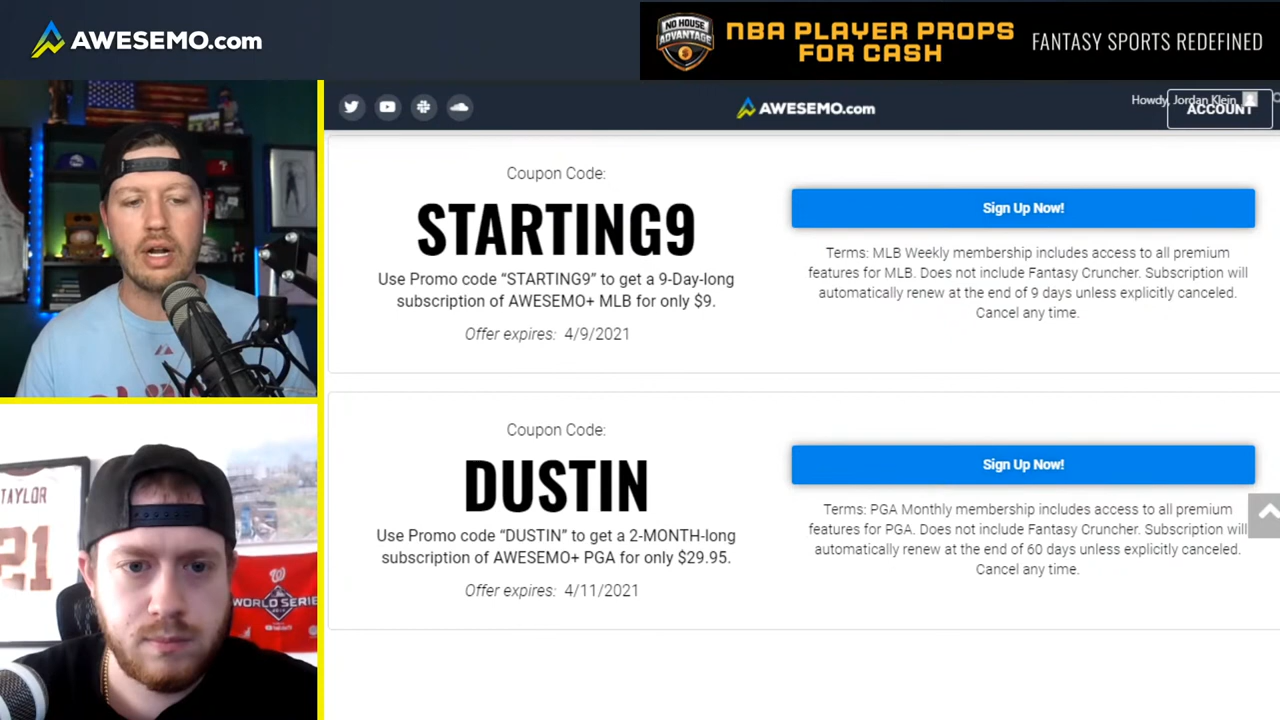 AWESEMO.com
NO HOUSE
ADVANTAGE
NBA PLAYER PROPS
FOR CASH
FANTASY SPORTS REDEFINED
AWESEMO.com
Howdy, Jordan Klein
ACCOUNT
Coupon Code:
STARTING9
Use Promo code “STARTING9” to get a 9-Day-long
subscription of AWESEMO+ MLB for only $9.
Offer expires: 4/9/2021
Sign Up Now!
Terms: MLB Weekly membership includes access to all premium
features for MLB. Does not include Fantasy Cruncher. Subscription will
automatically renew at the end of 9 days unless explicitly canceled.
Cancel any time.
Coupon Code:
DUSTIN
Use Promo code “DUSTIN” to get a 2-MONTH-long
subscription of AWESEMO+ PGA for only $29.95.
Offer expires: 4/11/2021
Sign Up Now!
Terms: PGA Monthly membership includes access to all premium
features for PGA. Does not include Fantasy Cruncher. Subscription will
automatically renew at the end of 60 days unless explicitly canceled.
Cancel any time.
TAYLOR
21
WORLD SERIES